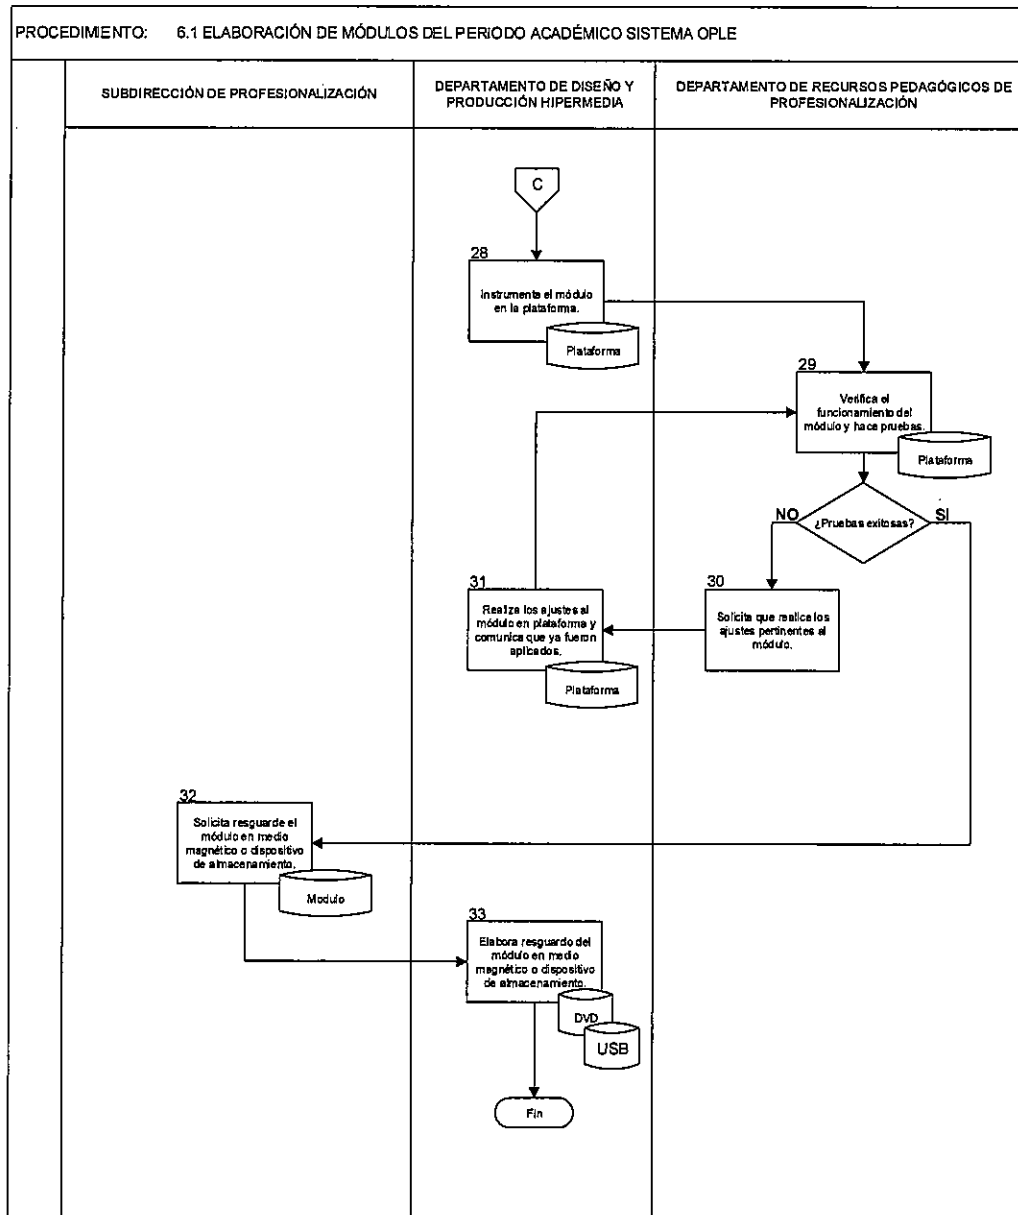 PROCEDIMIENTO: 6.1 ELABORACIÓN DE MÓDULOS DEL PERIODO ACADÉMICO SISTEMA OPLE
SUBDIRECCIÓN DE PROFESIONALIZACIÓN
DEPARTAMENTO DE DISEÑO Y
PRODUCCIÓN HIPERMEDIA
DEPARTAMENTO DE RECURSOS PEDAGÓGICOS DE
PROFESIONALIZACIÓN
C
28
Instrumenta el módulo
en la plataforma.
Plataforma
29
Verifica el
funcionamiento del
módulo y hace pruebas.
Plataforma
¿Pruebas exitosas?
NO
SI
30
Solicita que realice los
ajustes pertinentes al
módulo.
31
Realiza los ajustes al
módulo en plataforma y
comunica que ya fueron
aplicados.
Plataforma
32
Solicita resguarde el
módulo en medio
magnético o dispositivo
de almacenamiento.
Modulo
33
Elabora resguardo del
módulo en medio
magnético o dispositivo
de almacenamiento.
DVD
USB
Fin